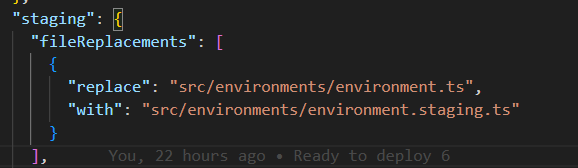 },
"staging": {
"fileReplacements": [
{
"replace": "src/environments/environment.ts",
"with": "src/environments/environment.staging.ts"
}
], You, 22 hours ago • Ready to deploy 6